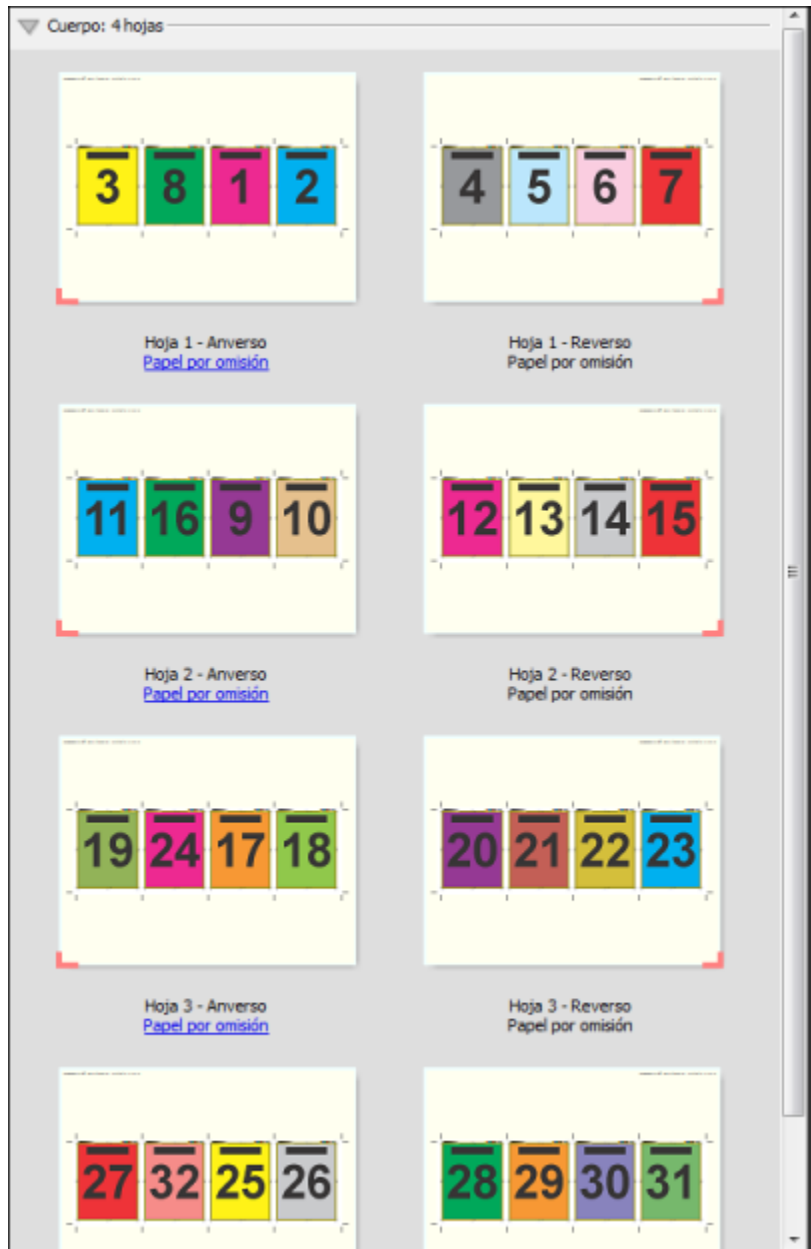 Cuerpo: 4 hojas
3 8 1 2
4 5 6 7
Hoja 1 - Anverso
Papel por omisión
Hoja 1 - Reverso
Papel por omisión
11 16 9 10
12 13 14 15
Hoja 2 - Anverso
Papel por omisión
Hoja 2 - Reverso
Papel por omisión
19 24 17 18
20 21 22 23
Hoja 3 - Anverso
Papel por omisión
Hoja 3 - Reverso
Papel por omisión
27 32 25 26
28 29 30 31